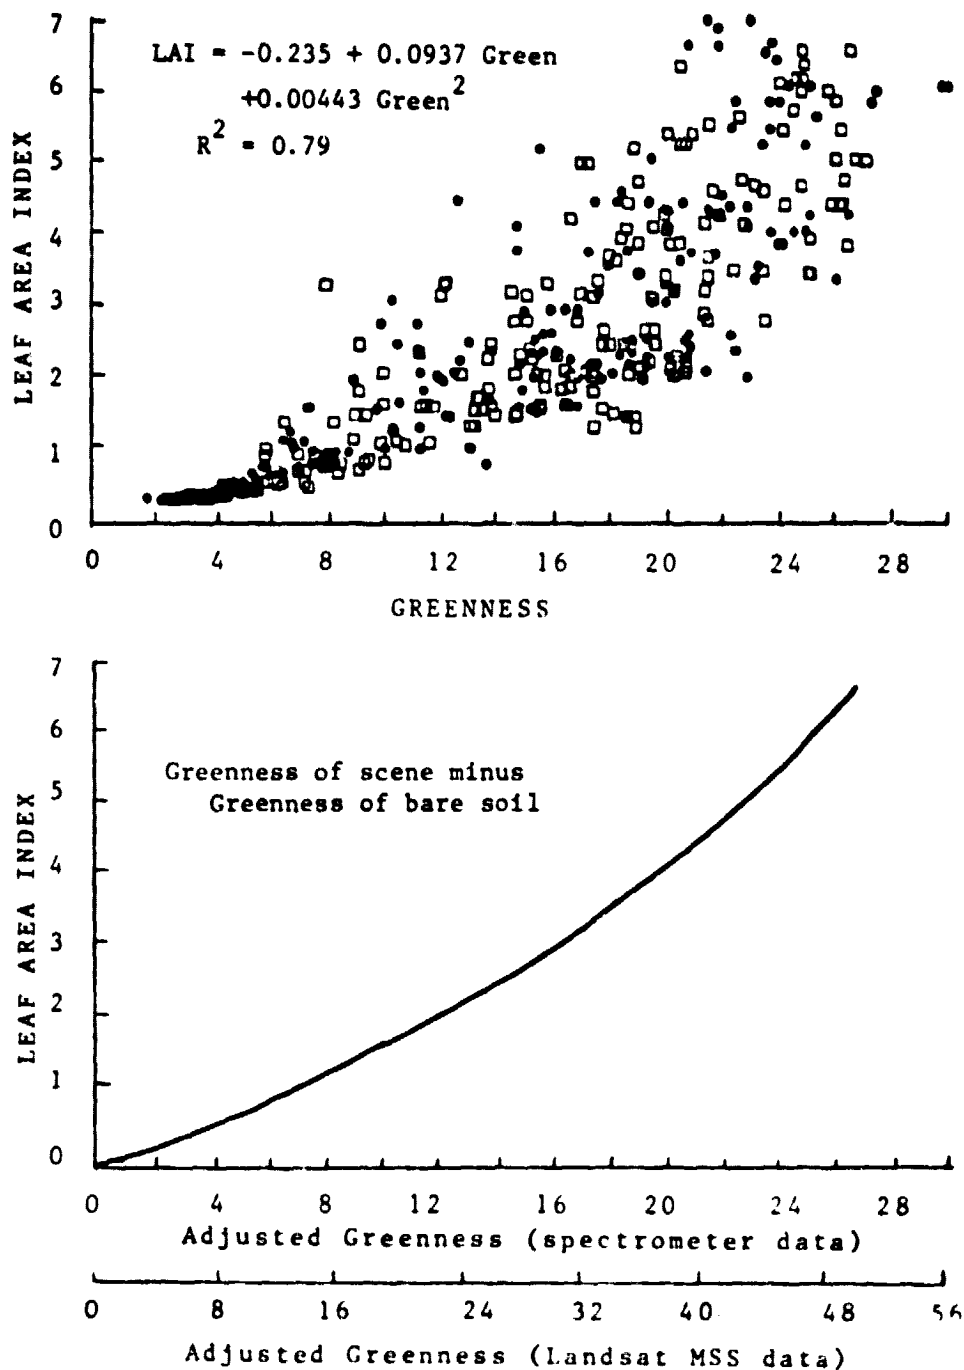 7
6
5
4
3
2
1
0
LEAF AREA INDEX
LAI = -0.235 + 0.0937 Green
+0.00443 Green²
R² = 0.79
0 4 8 12 16 20 24 28
GREENNESS
7
6
5
4
3
2
1
0
LEAF AREA INDEX
Greenness of scene minus
Greenness of bare soil
0 4 8 12 16 20 24 28
Adjusted Greenness (spectrometer data)
0 8 16 24 32 40 48 56
Adjusted Greenness (Landsat MSS data)